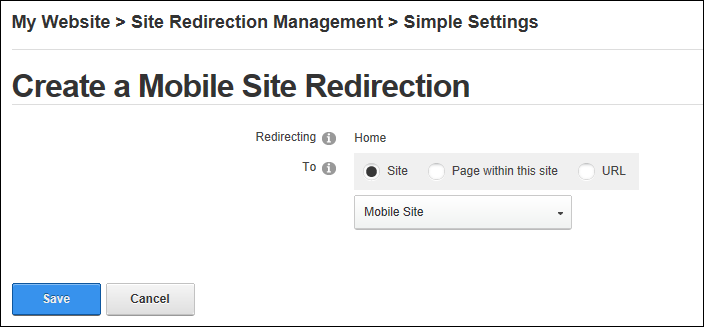 My Website > Site Redirection Management > Simple Settings
Create a Mobile Site Redirection
Redirecting Home
To Site Page within this site URL
Mobile Site
Save Cancel